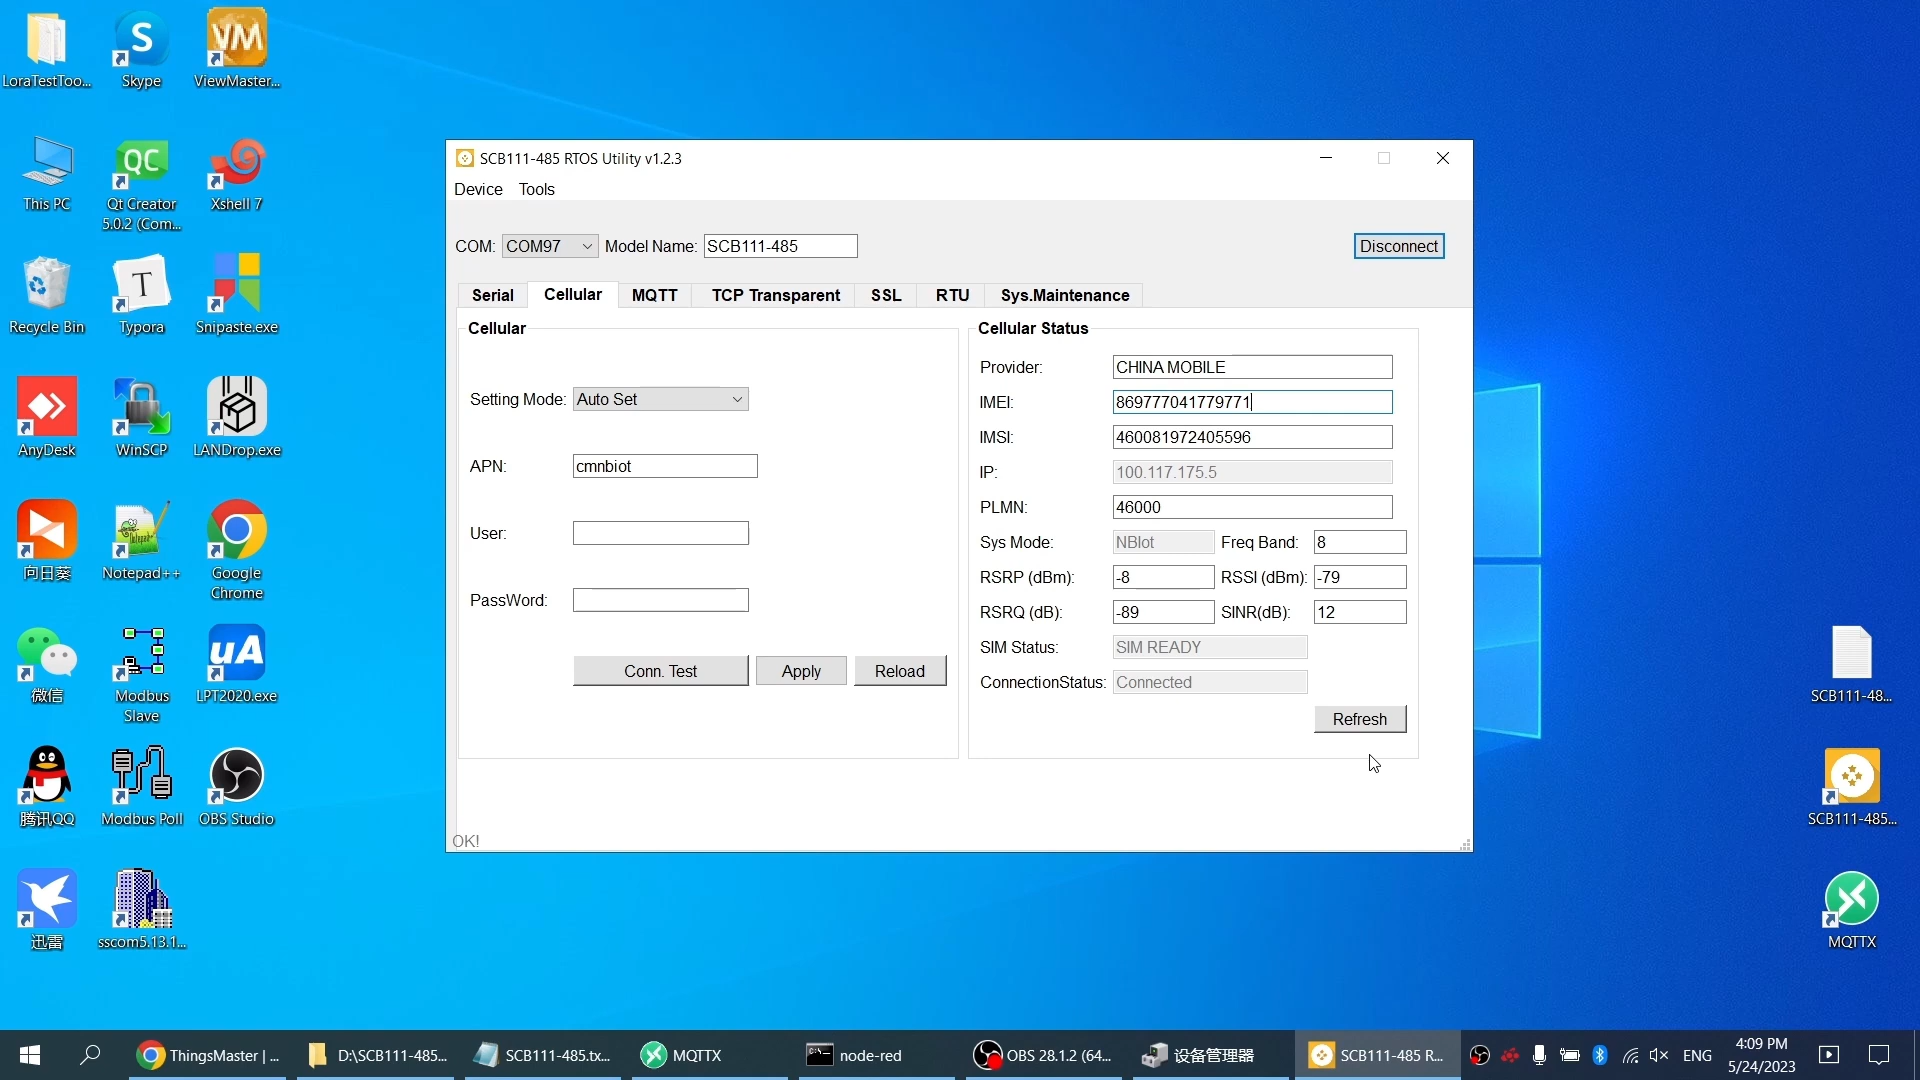 LoraTestToo...
Skype
ViewMaster...
This PC
Qt Creator
5.0.2 (Com...
Xshell 7
Recycle Bin
Typora
Snipaste.exe
AnyDesk
WinSCP
LANDrop.exe
向日葵
Notepad++
Google
Chrome
微信
Modbus
Slave
LPT2020.exe
腾讯QQ
Modbus Poll
OBS Studio
迅雷
sscom5.13.1...
SCB111-485 RTOS Utility v1.2.3
Device Tools
COM: COM97 Model Name: SCB111-485 Disconnect
Serial Cellular MQTT TCP Transparent SSL RTU Sys.Maintenance
Cellular
Setting Mode: Auto Set
APN: cmnbiot
User:
PassWord:
Conn. Test Apply Reload
Cellular Status
Provider: CHINA MOBILE
IMEI: 869777041779771
IMSI: 460081972405596
IP: 100.117.175.5
PLMN: 46000
Sys Mode: NBIot Freq Band: 8
RSRP (dBm): -8 RSSI (dBm): -79
RSRQ (dB): -89 SINR(dB): 12
SIM Status: SIM READY
ConnectionStatus: Connected
Refresh
OK!
SCB111-48...
SCB111-485...
MQTTX
ThingsMaster | ...
D:\SCB111-485...
SCB111-485.tx...
MQTTX
node-red
OBS 28.1.2 (64...
设备管理器
SCB111-485 R...
ENG
4:09 PM
5/24/2023